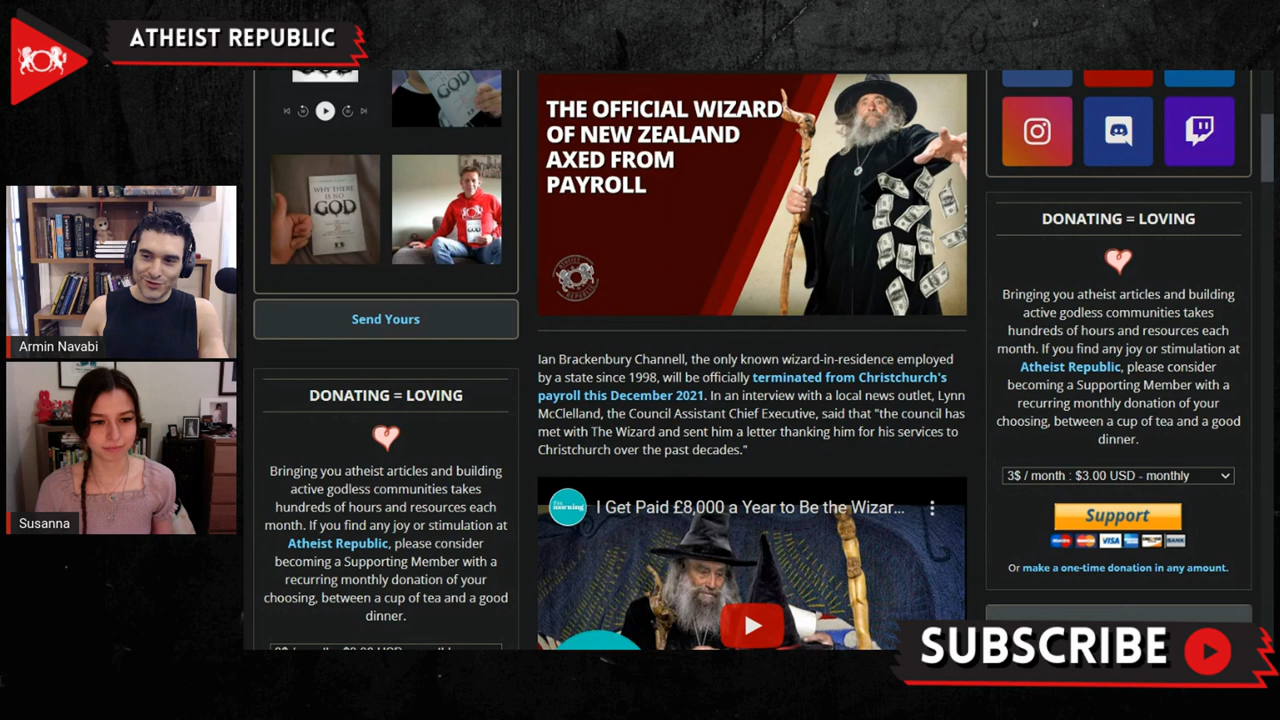 ATHEIST REPUBLIC
Armin Navabi
Susanna
WHY THERE
IS NO
GOD
Send Yours
DONATING = LOVING
Bringing you atheist articles and building
active godless communities takes
hundreds of hours and resources each
month. If you find any joy or stimulation at
Atheist Republic, please consider
becoming a Supporting Member with a
recurring monthly donation of your
choosing, between a cup of tea and a good
dinner.
THE OFFICIAL WIZARD
OF NEW ZEALAND
AXED FROM
PAYROLL
Ian Brackenbury Channell, the only known wizard-in-residence employed
by a state since 1998, will be officially terminated from Christchurch's
payroll this December 2021. In an interview with a local news outlet, Lynn
McClelland, the Council Assistant Chief Executive, said that "the council has
met with The Wizard and sent him a letter thanking him for his services to
Christchurch over the past decades."
morning
I Get Paid £8,000 a Year to Be the Wizar...
DONATING = LOVING
Bringing you atheist articles and building
active godless communities takes
hundreds of hours and resources each
month. If you find any joy or stimulation at
Atheist Republic, please consider
becoming a Supporting Member with a
recurring monthly donation of your
choosing, between a cup of tea and a good
dinner.
3$ / month : $3.00 USD - monthly
Support
VISA
BANK
Or make a one-time donation in any amount.
SUBSCRIBE